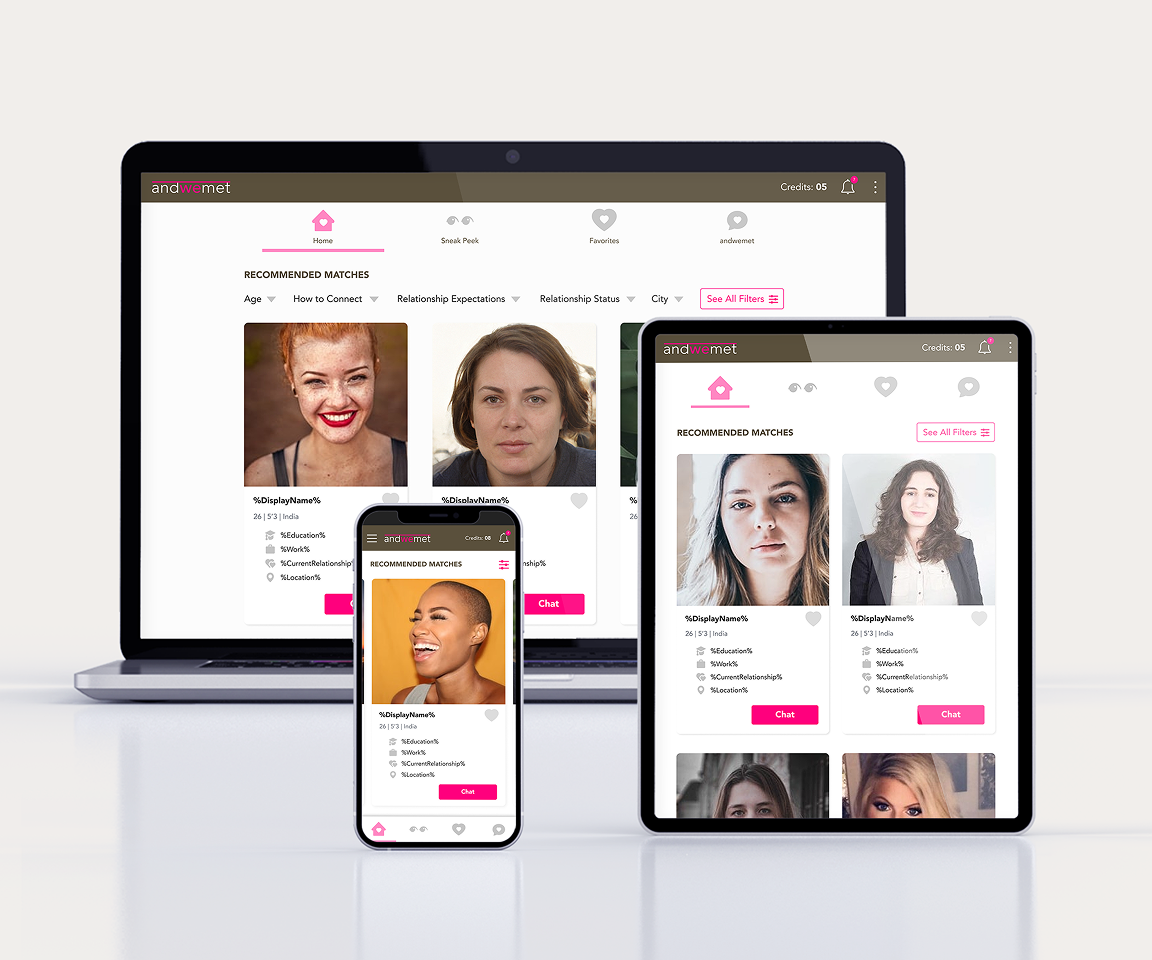 andwemet
Credits: 05
Home
Sneak Peek
Favorites
andwemet
RECOMMENDED MATCHES
Age
How to Connect
Relationship Expectations
Relationship Status
City
See All Filters
%DisplayName%
26 | 5'3 | India
%Education%
%Work%
%CurrentRelationship
%Location%
%DisplayName%
Chat
andwemet
Credits: 08
RECOMMENDED MATCHES
%DisplayName%
26 | 5'3 | India
%Education%
%Work%
%CurrentRelationship%
%Location%
Chat
andwemet
Credits: 05
RECOMMENDED MATCHES
See All Filters
%DisplayName%
26 | 5'3 | India
%Education%
%Work%
%CurrentRelationship%
%Location%
Chat
%DisplayName%
26 | 5'3 | India
%Education%
%Work%
%CurrentRelationship%
%Location%
Chat